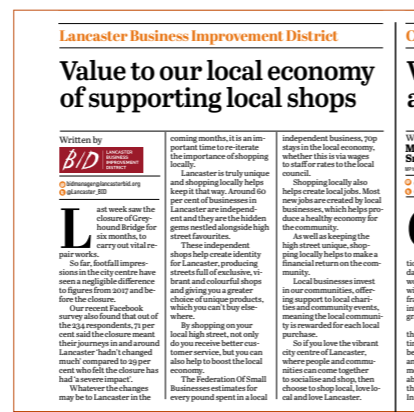 Lancaster Business Improvement District
Value to our local economy
of supporting local shops
Written by
BID
LANCASTER
BUSINESS
IMPROVEMENT
DISTRICT
bidmanager@lancasterbid.org
@Lancaster_BID
Last week saw the
closure of Grey-
hound Bridge for
six months, to
carry out vital re-
pair works.
So far, footfall impres-
sions in the city centre have
seen a negligible difference
to figures from 2017 and be-
fore the closure.
Our recent Facebook
survey also found that out of
the 234 respondents, 71 per
cent said the closure meant
their journeys in and around
Lancaster 'hadn't changed
much' compared to 29 per
cent who felt the closure has
had 'a severe impact'.
Whatever the changes
may be to Lancaster in the
coming months, it is an im-
portant time to re-iterate
the importance of shopping
locally.
Lancaster is truly unique
and shopping locally helps
keep it that way. Around 60
per cent of businesses in
Lancaster are independ-
ent and they are the hidden
gems nestled alongside high
street favourites.
These independent
shops help create identity
for Lancaster, producing
streets full of exclusive, vi-
brant and colourful shops
and giving you a greater
choice of unique products,
which you can't buy else-
where.
By shopping on your
local high street, not only
do you receive better cus-
tomer service, but you can
also help to boost the local
economy.
The Federation Of Small
Businesses estimates for
every pound spent in a local
independent business, 70p
stays in the local economy,
whether this is via wages
to staff or rates to the local
council.
Shopping locally also
helps create local jobs. Most
new jobs are created by local
businesses, which helps pro-
duce a healthy economy for
the community.
As well as keeping the
high street unique, shop-
ping locally helps to make a
financial return on the com-
munity.
Local businesses invest
in our communities, offer-
ing support to local chari-
ties and community events,
meaning the local communi-
ty is rewarded for each local
purchase.
So if you love the vibrant
city centre of Lancaster,
where people and commu-
nities can come together
to socialise and shop, then
choose to shop local, love lo-
cal and love Lancaster.